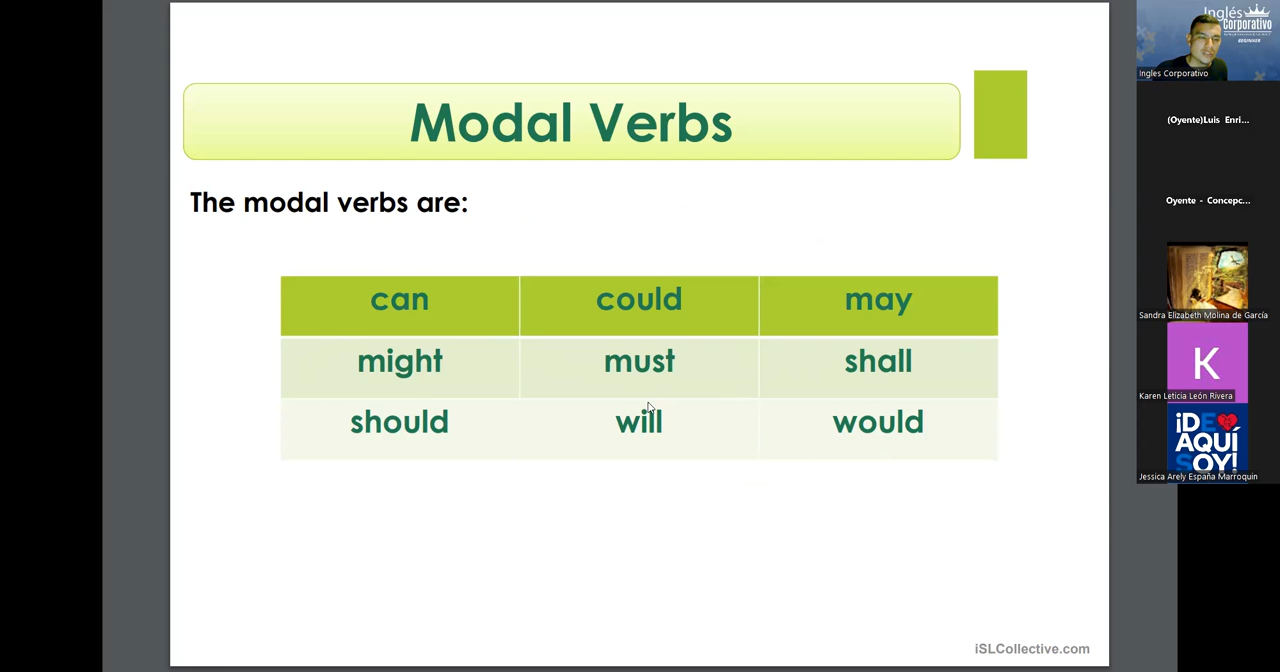 Modal Verbs
The modal verbs are:
can could may
might must shall
should will would
iSLCollective.com
Inglés
Corporativo
BEGINNER
Ingles Corporativo
(Oyente)Luis Enri...
Oyente - Concepc...
Sandra Elizabeth Molina de García
K
Karen Leticia León Rivera
¡DE
AQUÍ
SOY!
Jessica Arely España Marroquin